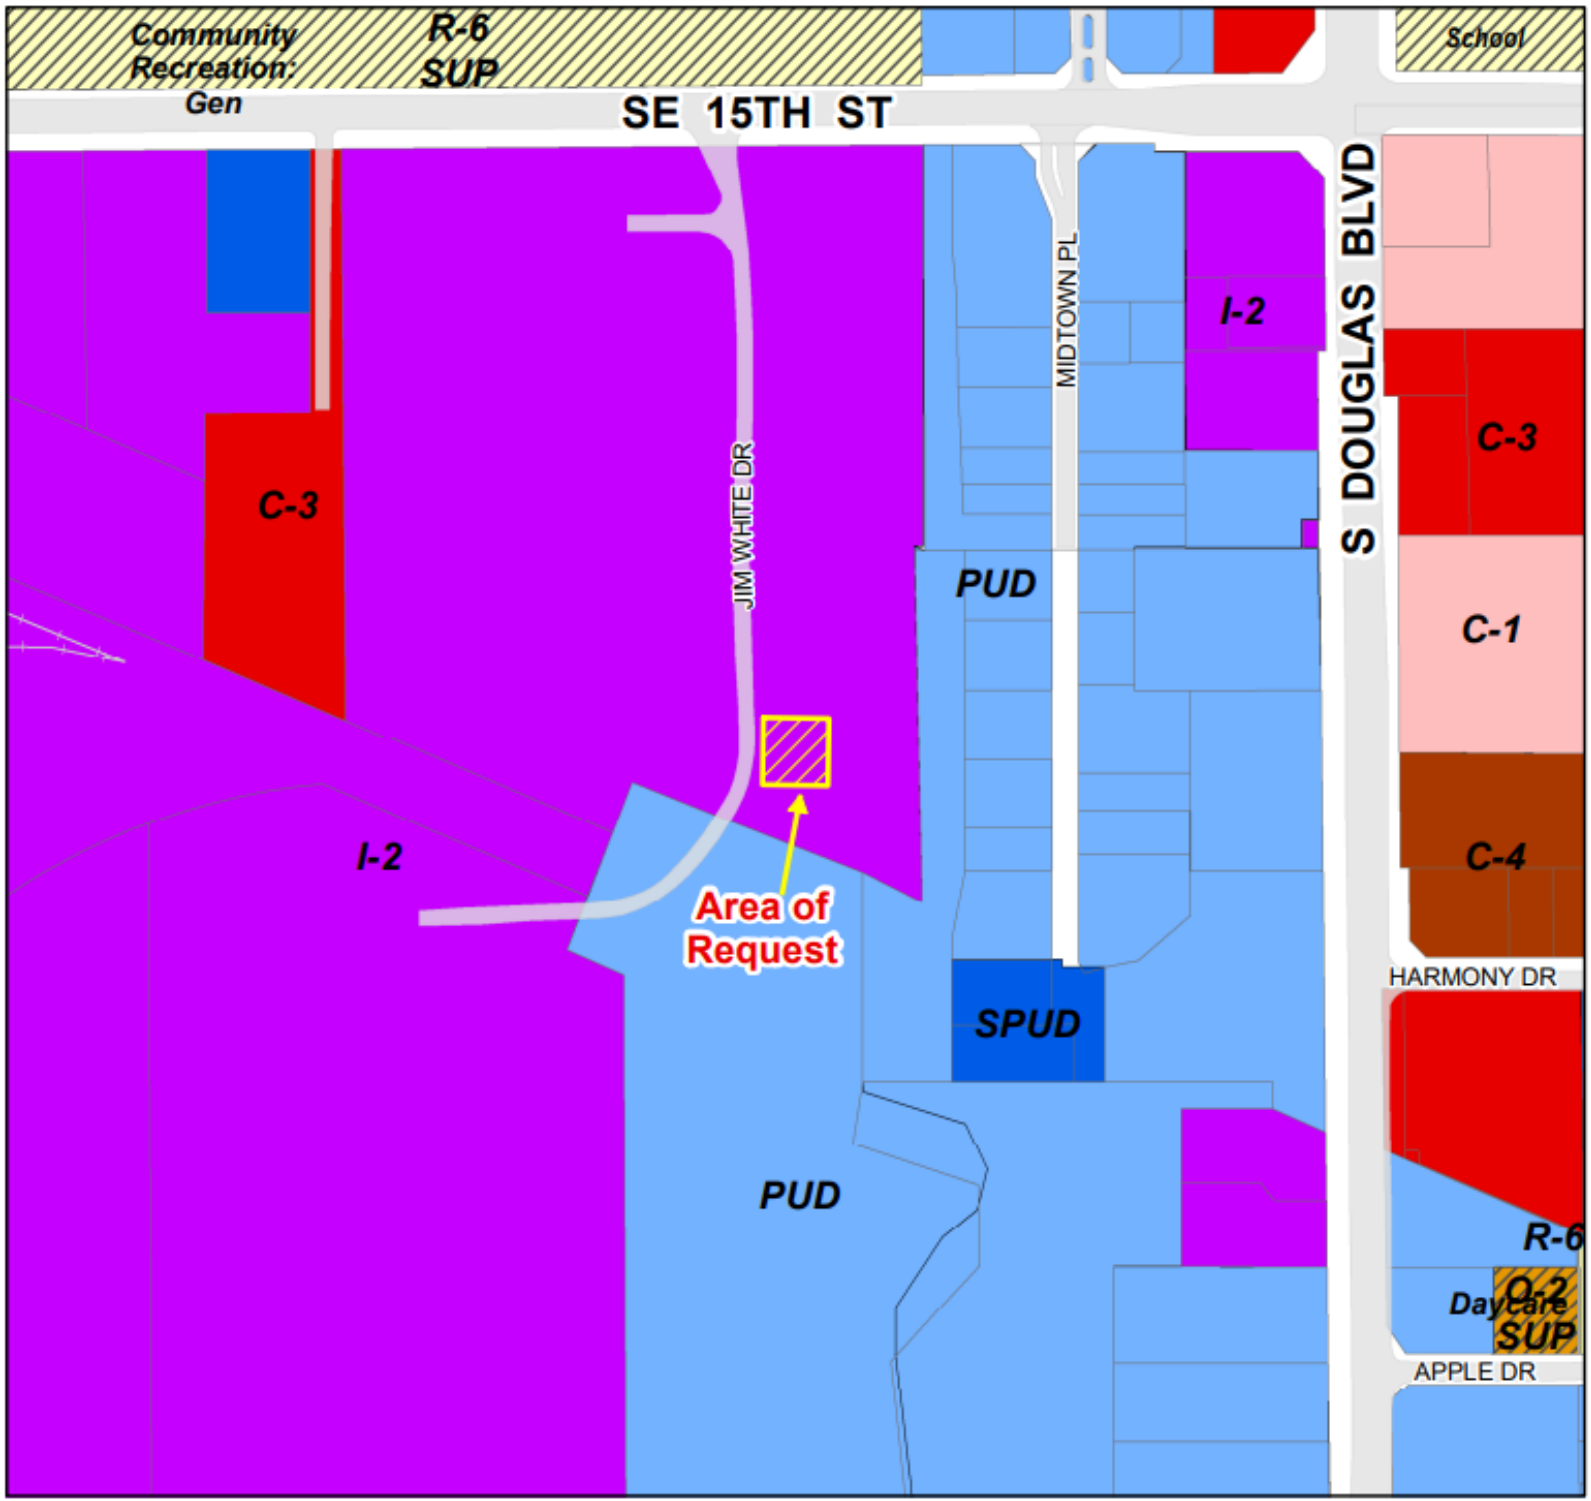 Community
Recreation:
Gen
R-6
SUP
School
SE 15TH ST
S DOUGLAS BLVD
MIDTOWN PL
I-2
C-3
C-3
JIM WHITE DR
PUD
C-1
I-2
C-4
Area of
Request
HARMONY DR
SPUD
PUD
R-6
O-2
Daycare
SUP
APPLE DR